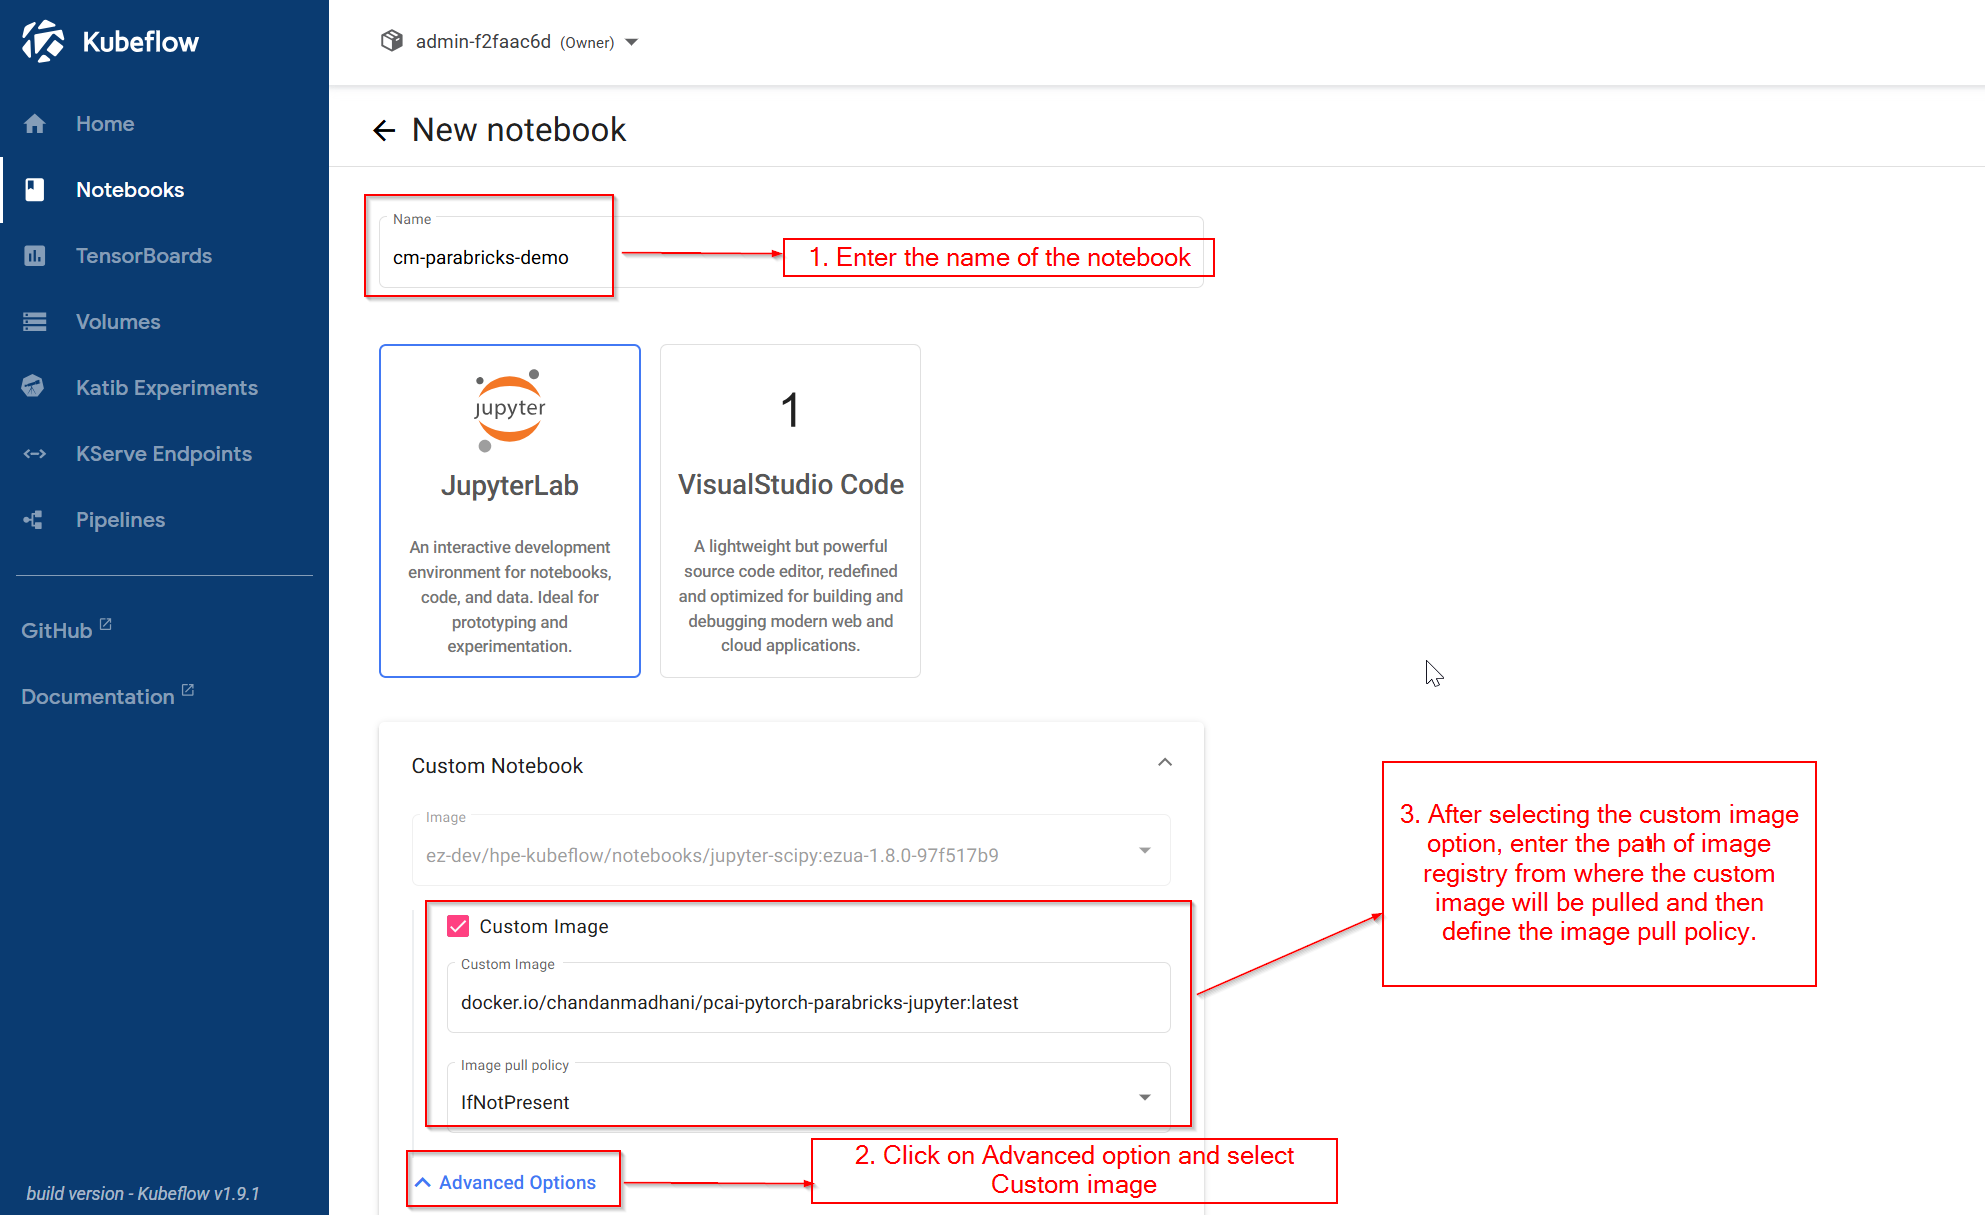 Kubeflow
admin-f2faac6d (Owner)
Home
Notebooks
TensorBoards
Volumes
Katib Experiments
KServe Endpoints
Pipelines
GitHub
Documentation
build version - Kubeflow v1.9.1
New notebook
Name
cm-parabricks-demo
1. Enter the name of the notebook
jupyter
JupyterLab
An interactive development
environment for notebooks,
code, and data. Ideal for
prototyping and
experimentation.
1
VisualStudio Code
A lightweight but powerful
source code editor, redefined
and optimized for building and
debugging modern web and
cloud applications.
Custom Notebook
Image
ez-dev/hpe-kubeflow/notebooks/jupyter-scipy:ezua-1.8.0-97f517b9
Custom Image
Custom Image
docker.io/chandanmadhani/pcai-pytorch-parabricks-jupyter:latest
Image pull policy
IfNotPresent
3. After selecting the custom image
option, enter the path of image
registry from where the custom
image will be pulled and then
define the image pull policy.
Advanced Options
2. Click on Advanced option and select
Custom image